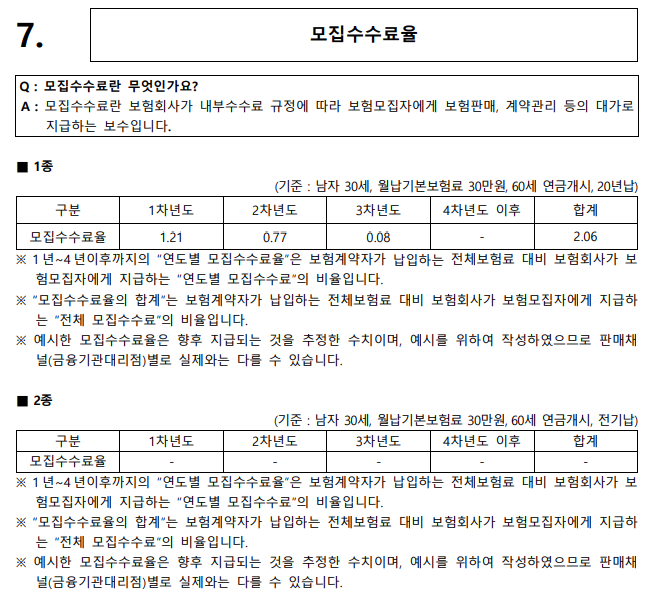 7.
모집수수료율
Q : 모집수수료란 무엇인가요?
A : 모집수수료란 보험회사가 내부수수료 규정에 따라 보험모집자에게 보험판매, 계약관리 등의 대가로
지급하는 보수입니다.
■ 1종
(기준 : 남자 30세, 월납기본보험료 30만원, 60세 연금개시, 20년납)
구분 1차년도 2차년도 3차년도 4차년도 이후 합계
모집수수료율 1.21 0.77 0.08 - 2.06
※ 1년~4년이후까지의 “연도별 모집수수료율”은 보험계약자가 납입하는 전체보험료 대비 보험회사가 보
험모집자에게 지급하는 “연도별 모집수수료”의 비율입니다.
※ “모집수수료율의 합계”는 보험계약자가 납입하는 전체보험료 대비 보험회사가 보험모집자에게 지급하
는 “전체 모집수수료”의 비율입니다.
※ 예시한 모집수수료율은 향후 지급되는 것을 추정한 수치이며, 예시를 위하여 작성하였으므로 판매채
널(금융기관대리점)별로 실제와는 다를 수 있습니다.
■ 2종
(기준 : 남자 30세, 월납기본보험료 30만원, 60세 연금개시, 전기납)
구분 1차년도 2차년도 3차년도 4차년도 이후 합계
모집수수료율 - - - - -
※ 1년~4년이후까지의 “연도별 모집수수료율”은 보험계약자가 납입하는 전체보험료 대비 보험회사가 보
험모집자에게 지급하는 “연도별 모집수수료”의 비율입니다.
※ “모집수수료율의 합계”는 보험계약자가 납입하는 전체보험료 대비 보험회사가 보험모집자에게 지급하
는 “전체 모집수수료”의 비율입니다.
※ 예시한 모집수수료율은 향후 지급되는 것을 추정한 수치이며, 예시를 위하여 작성하였으므로 판매채
널(금융기관대리점)별로 실제와는 다를 수 있습니다.